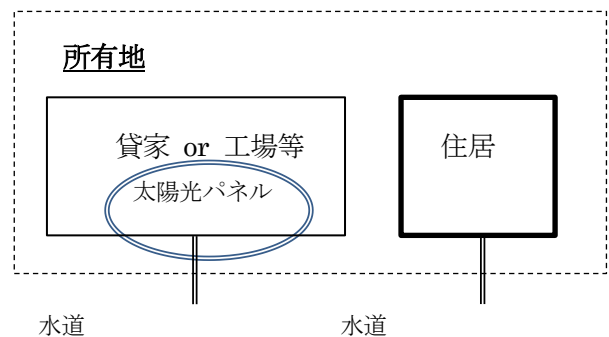 所有地
貸家 or 工場等
住居
太陽光パネル
水道
水道